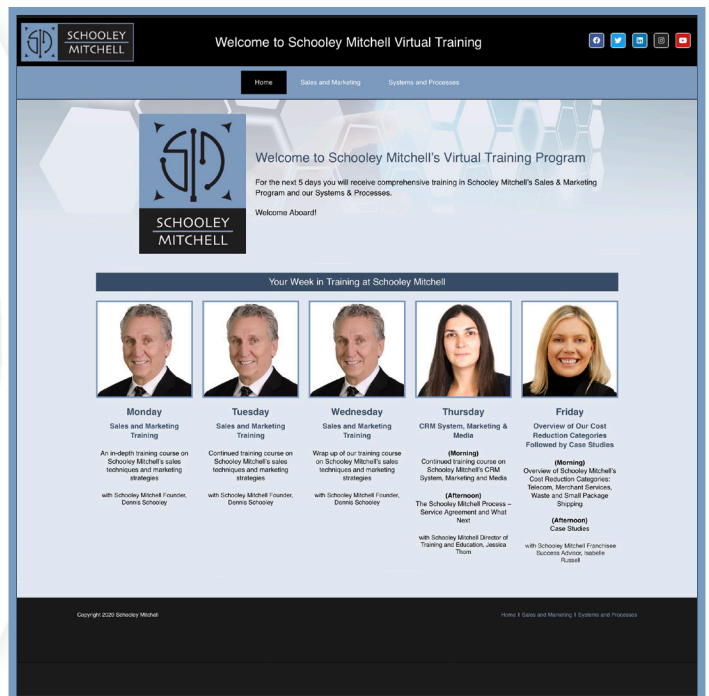 SCHOOLEY
MITCHELL
Welcome to Schooley Mitchell Virtual Training
Home
Sales and Marketing
Systems and Processes
SCHOOLEY
MITCHELL
Welcome to Schooley Mitchell's Virtual Training Program
For the next 5 days you will receive comprehensive training in Schooley Mitchell's Sales & Marketing
Program and our Systems & Processes.
Welcome Aboard!
Your Week in Training at Schooley Mitchell
Monday
Sales and Marketing
Training
An in-depth training course on
Schooley Mitchell's sales
techniques and marketing
strategies
with Schooley Mitchell Founder,
Dennis Schooley
Tuesday
Sales and Marketing
Training
Continued training course on
Schooley Mitchell's sales
techniques and marketing
strategies
with Schooley Mitchell Founder,
Dennis Schooley
Wednesday
Sales and Marketing
Training
Wrap up of our training course
on Schooley Mitchell's sales
techniques and marketing
strategies
with Schooley Mitchell Founder,
Dennis Schooley
Thursday
CRM System, Marketing &
Media
(Morning)
Continued training course on
Schooley Mitchell's CRM
System, Marketing and Media
(Afternoon)
The Schooley Mitchell Process –
Service Agreement and What
Next
with Schooley Mitchell Director of
Training and Education, Jessica
Thom
Friday
Overview of Our Cost
Reduction Categories
Followed by Case Studies
(Morning)
Overview of Schooley Mitchell's
Cost Reduction Categories:
Telecom, Merchant Services,
Waste and Small Package
Shipping
(Afternoon)
Case Studies
with Schooley Mitchell Franchisee
Success Advisor, Isabelle
Russell
Copyright 2020 Schooley Mitchell
Home || Sales and Marketing || Systems and Processes